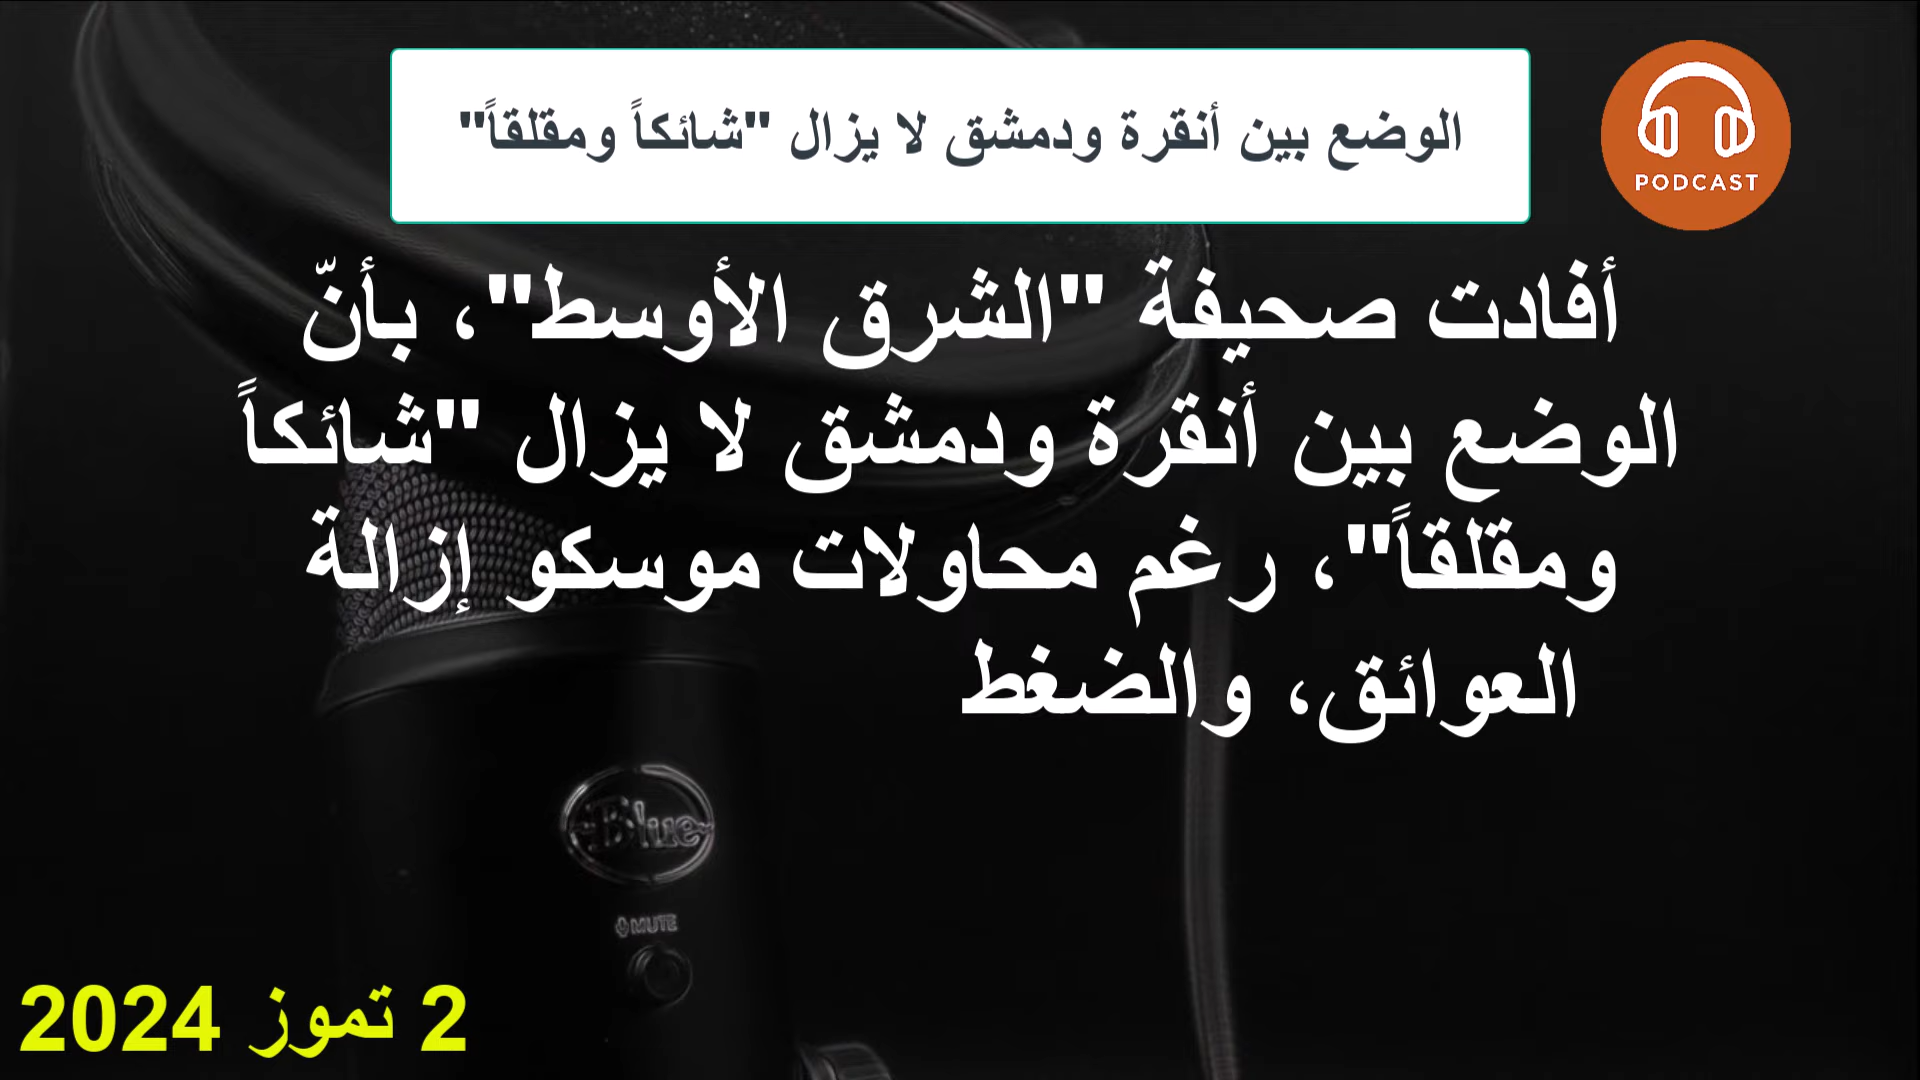 الوضع بين أنقرة ودمشق لا يزال "شائكاً ومقلقاً"
PODCAST
أفادت صحيفة "الشرق الأوسط"، بأنّ
الوضع بين أنقرة ودمشق لا يزال "شائكاً
ومقلقاً"، رغم محاولات موسكو إزالة
العوائق، والضغط
Blue
MUTE
2 تموز 2024